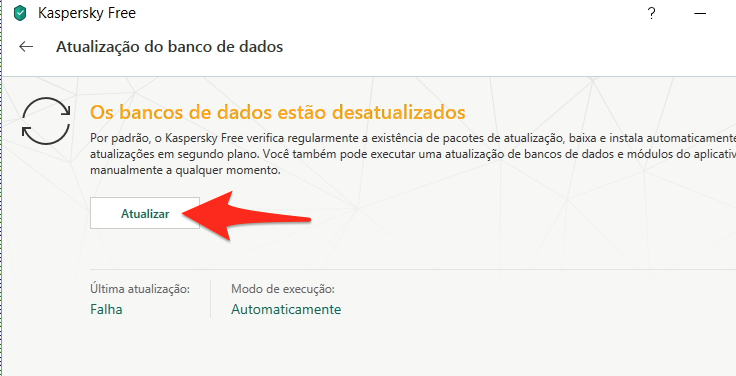 Kaspersky Free
?
Atualização do banco de dados
Os bancos de dados estão desatualizados
Por padrão, o Kaspersky Free verifica regularmente a existência de pacotes de atualização, baixa e instala automaticamente
atualizações em segundo plano. Você também pode executar uma atualização de bancos de dados e módulos do aplicativ
manualmente a qualquer momento.
Atualizar
Última atualização: Modo de execução:
Falha Automaticamente